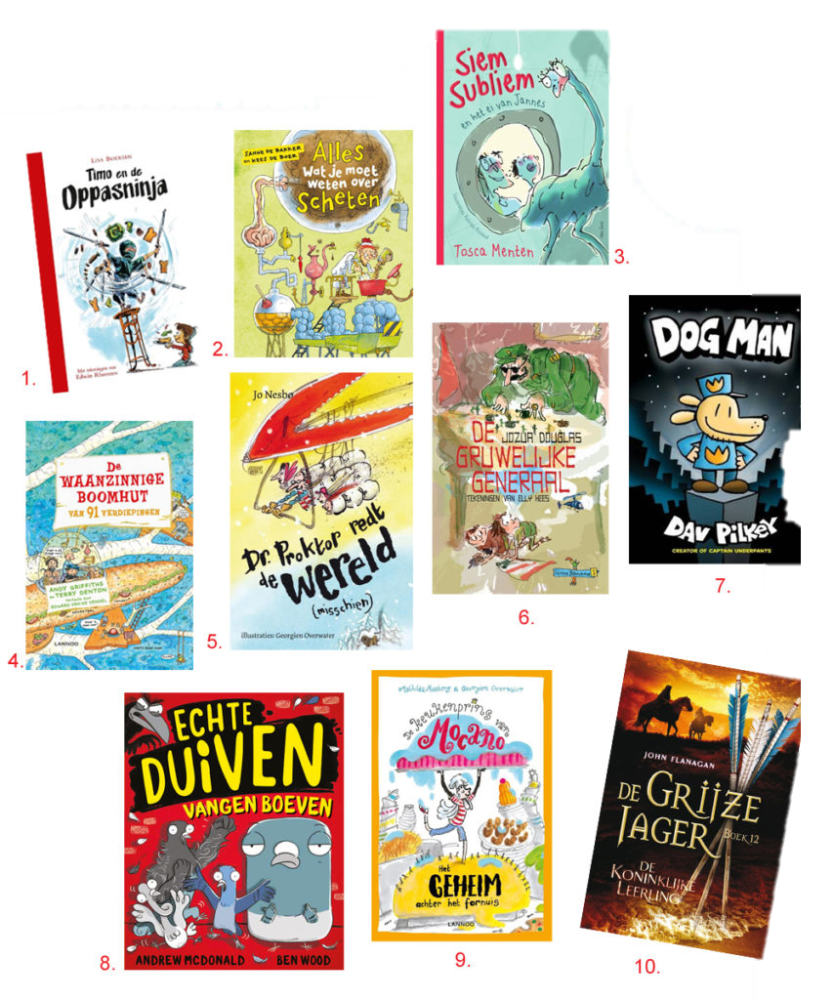 LISA BOERSEN
Timo en de
Oppasninja
Met tekeningen van
1.
SANNE DE BAKKER
EN KEES DE BOER
Alles
Wat je moet
weten over
Scheten
2.
Siem
Subliem
en het ei van Jannes
Tosca Menten
3.
De
WAANZINNIGE
BOOMHUT
VAN 91 VERDIEPINGEN
ANDY GRIFFITHS
EN TERRY DENTON
Vertaald door
EDWARD VAN DE VENDEL
LANNOO
4.
Jo Nesbø
Dr. Proktor redt
de wereld
(misschien)
illustraties: Georgien Overwater
5.
DE JOZUA DOUGLAS
GRUWELIJKE
GENERAAL
TEKENINGEN VAN ELLY HEES
6.
DOG MAN
DAV PILKEY
CREATOR OF CAPTAIN UNDERPANTS
7.
ECHTE
DUIVEN
VANGEN BOEVEN
ANDREW MCDONALD BEN WOOD
8.
Mathilda Masters & Georgien Overwater
De keukenprins van
Mocano
Het
GEHEIM
achter het fornuis
LANNOO
9.
JOHN FLANAGAN
DE GRIJZE
JAGER BOEK 12
DE
KONINKLIJKE
LEERLING
10.